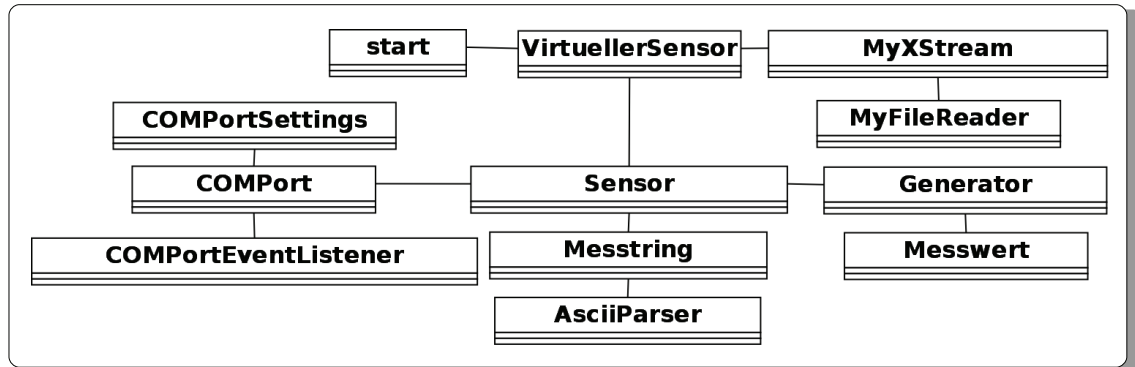 start
VirtuellerSensor
MyXStream
COMPortSettings
MyFileReader
COMPort
Sensor
Generator
COMPortEventListener
Messtring
Messwert
AsciiParser